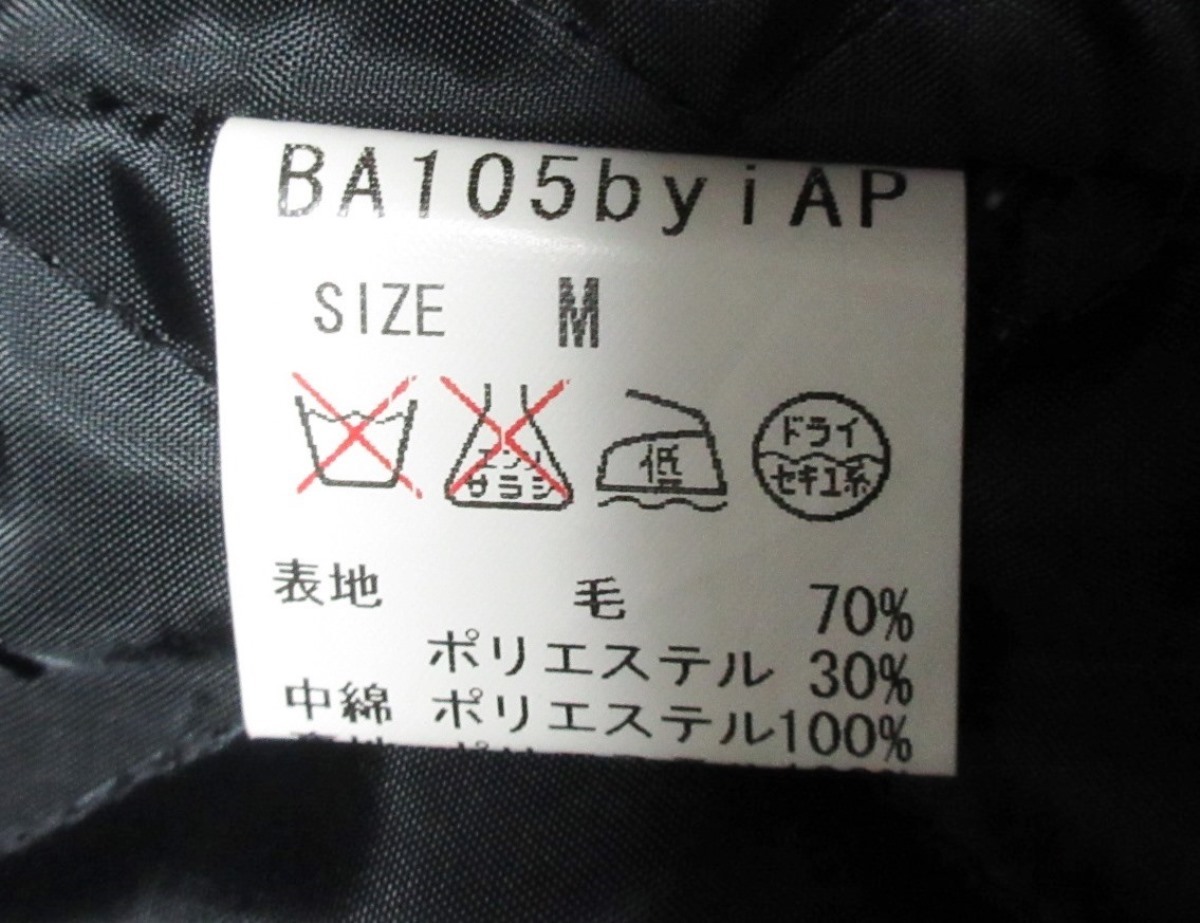 BA105byiAP
SIZE M
エンソ
サラシ
低
ドライ
セキユ系
表地 毛 70%
ポリエステル 30%
中綿 ポリエステル100%